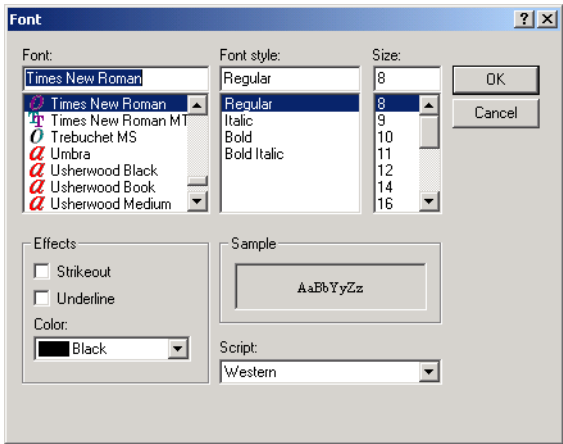 Font
Font:
Times New Roman
Times New Roman
Times New Roman MT
Trebuchet MS
Umbra
Usherwood Black
Usherwood Book
Usherwood Medium
Font style:
Regular
Regular
Italic
Bold
Bold Italic
Size:
8
8
9
10
11
12
14
16
OK
Cancel
Effects
Strikeout
Underline
Color:
Black
Sample
AaBbYyZz
Script:
Western